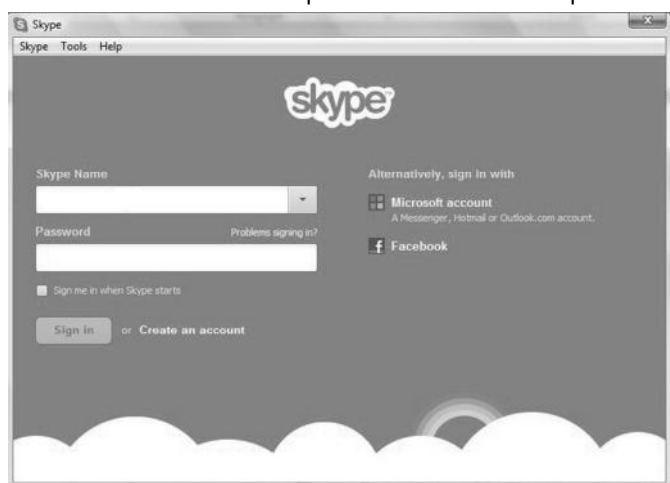 Skype
Skype Tools Help
skype
Skype Name
Password
Problems signing in?
Sign me in when Skype starts
Sign in or Create an account
Alternatively, sign in with
Microsoft account
A Messenger, Hotmail or Outlook.com account.
Facebook